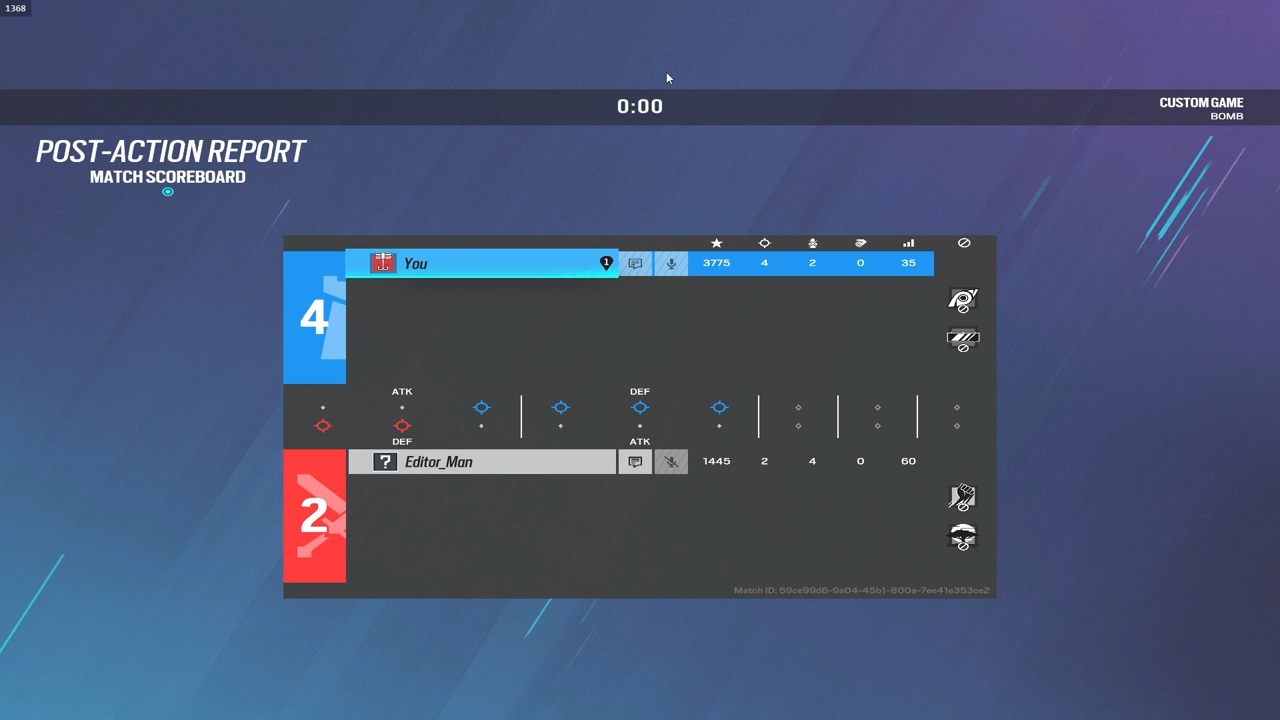 1368
0:00
CUSTOM GAME
BOMB
POST-ACTION REPORT
MATCH SCOREBOARD
4
You
1
3775 4 2 0 35
ATK
DEF
DEF
ATK
2
?
Editor_Man
1445 2 4 0 60
Match ID: 59ce99d6-9a04-45b1-800a-7ee41e353ce2